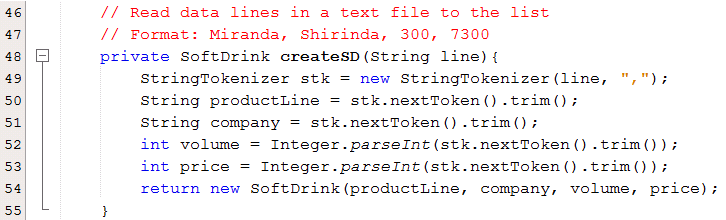 46 // Read data lines in a text file to the list
47 // Format: Miranda, Shirinda, 300, 7300
48 private SoftDrink createSD(String line){
49 StringTokenizer stk = new StringTokenizer(line, ",");
50 String productLine = stk.nextToken().trim();
51 String company = stk.nextToken().trim();
52 int volume = Integer.parseInt(stk.nextToken().trim());
53 int price = Integer.parseInt(stk.nextToken().trim());
54 return new SoftDrink(productLine, company, volume, price);
55 }